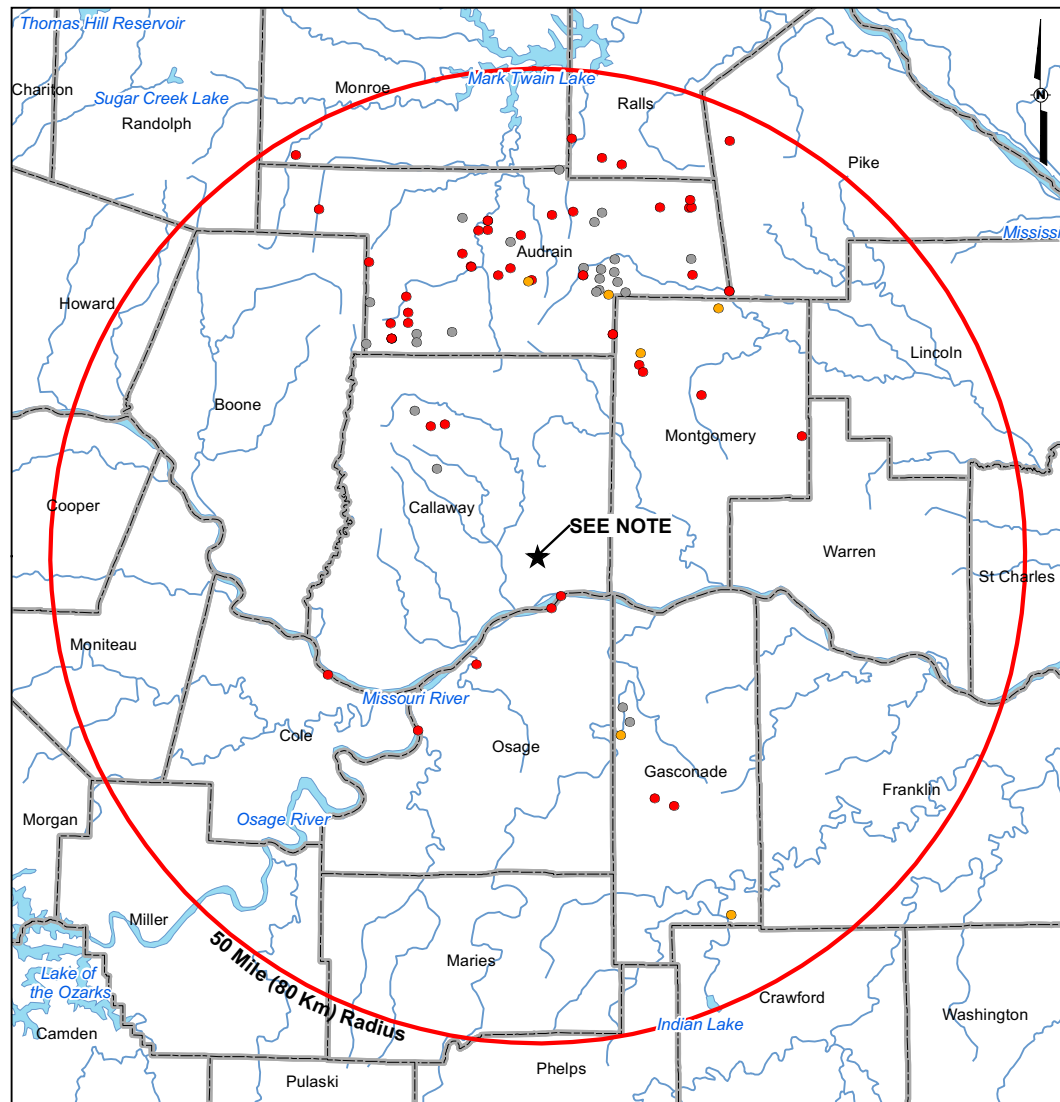 Thomas Hill Reservoir
Chariton
Sugar Creek Lake
Randolph
Monroe
Mark Twain Lake
Ralls
N
Pike
Mississi
Audrain
Howard
Lincoln
Boone
Montgomery
Cooper
Callaway
SEE NOTE
Warren
St Charles
Moniteau
Missouri River
Cole
Osage
Gasconade
Franklin
Morgan
Osage River
Miller
50 Mile (80 Km) Radius
Maries
Lake of
the Ozarks
Crawford
Indian Lake
Washington
Camden
Phelps
Pulaski